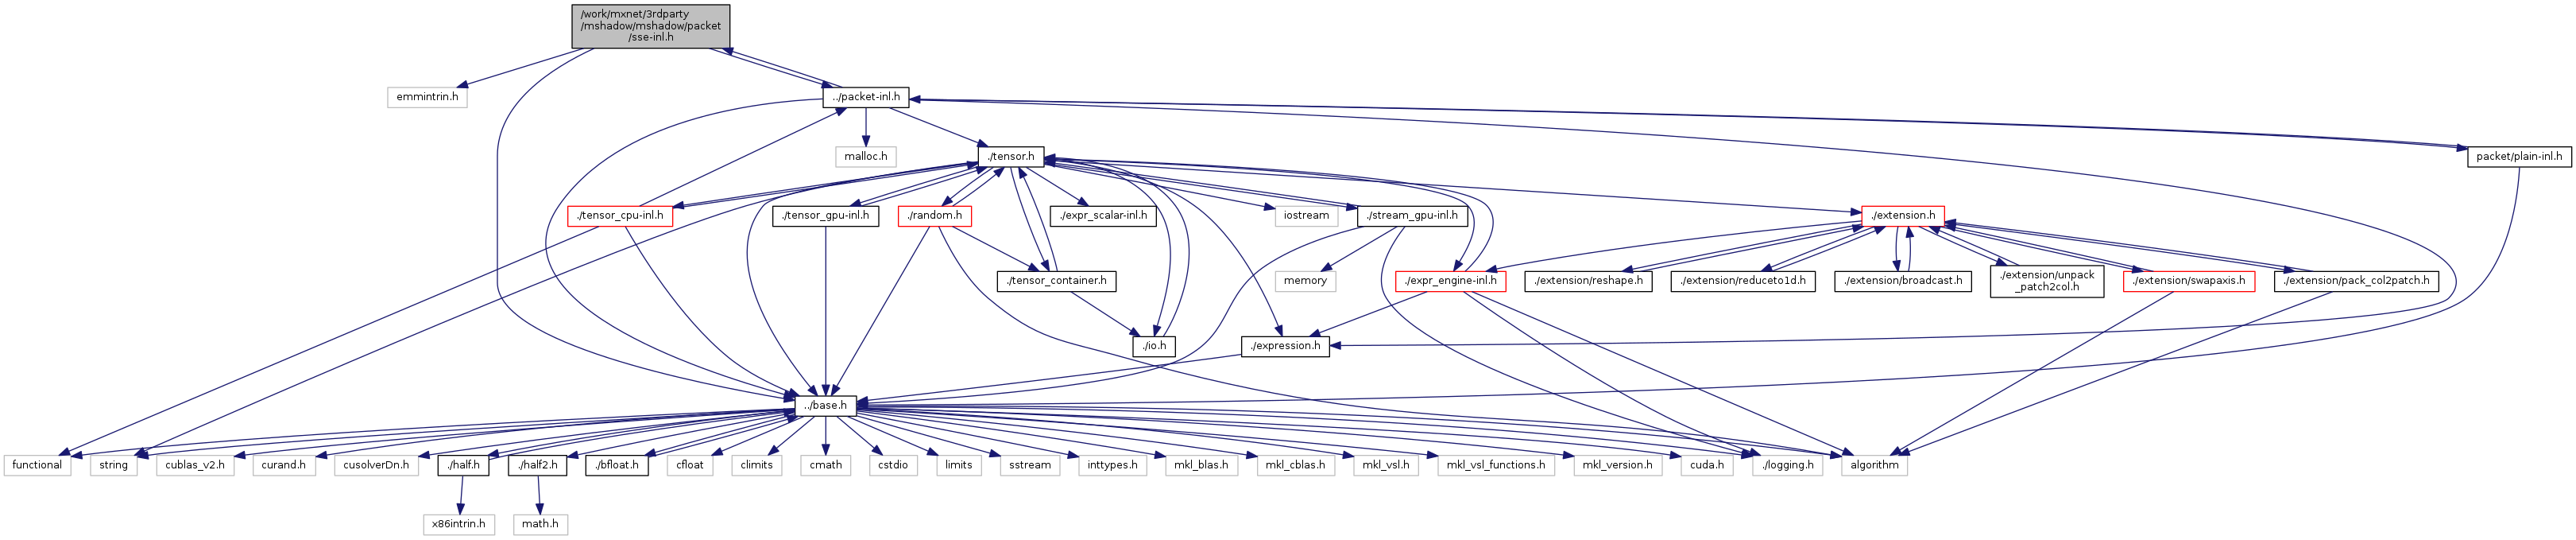 /work/mxnet/3rdparty
/mshadow/mshadow/packet
/sse-inl.h
emmintrin.h
../packet-inl.h
malloc.h
./tensor.h
packet/plain-inl.h
./tensor_cpu-inl.h
./tensor_gpu-inl.h
./random.h
./expr_scalar-inl.h
iostream
./stream_gpu-inl.h
./extension.h
./tensor_container.h
memory
./expr_engine-inl.h
./extension/reshape.h
./extension/reduceto1d.h
./extension/broadcast.h
./extension/unpack
_patch2col.h
./extension/swapaxis.h
./extension/pack_col2patch.h
./io.h
./expression.h
../base.h
functional
string
cublas_v2.h
curand.h
cusolverDn.h
./half.h
./half2.h
./bfloat.h
cfloat
climits
cmath
cstdio
limits
sstream
inttypes.h
mkl_blas.h
mkl_cblas.h
mkl_vsl.h
mkl_vsl_functions.h
mkl_version.h
cuda.h
./logging.h
algorithm
x86intrin.h
math.h